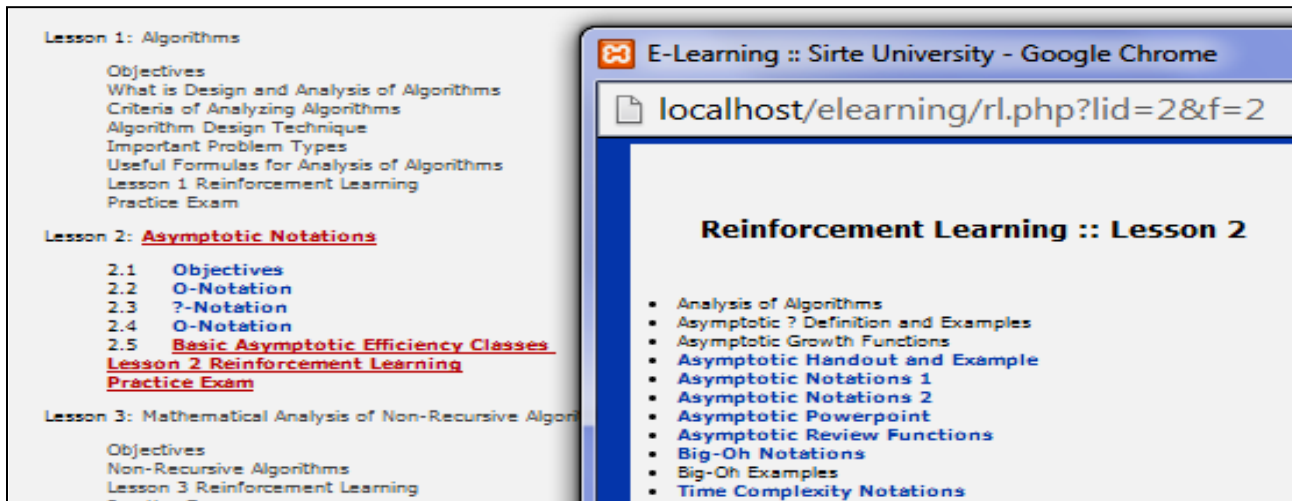 Lesson 1: Algorithms
Objectives
What is Design and Analysis of Algorithms
Criteria of Analyzing Algorithms
Algorithm Design Technique
Important Problem Types
Useful Formulas for Analysis of Algorithms
Lesson 1 Reinforcement Learning
Practice Exam
Lesson 2: Asymptotic Notations
2.1 Objectives
2.2 O-Notation
2.3 ?-Notation
2.4 O-Notation
2.5 Basic Asymptotic Efficiency Classes
Lesson 2 Reinforcement Learning
Practice Exam
Lesson 3: Mathematical Analysis of Non-Recursive
Objectives
Non-Recursive Algorithms
Lesson 3 Reinforcement Learning
E-Learning :: Sirte University - Google Chrome
localhost/elearning/rl.php?lid=2&f=2
Reinforcement Learning :: Lesson 2
• Analysis of Algorithms
• Asymptotic ? Definition and Examples
• Asymptotic Growth Functions
• Asymptotic Handout and Example
• Asymptotic Notations 1
• Asymptotic Notations 2
• Asymptotic Powerpoint
• Asymptotic Review Functions
• Big-Oh Notations
• Big-Oh Examples
• Time Complexity Notations